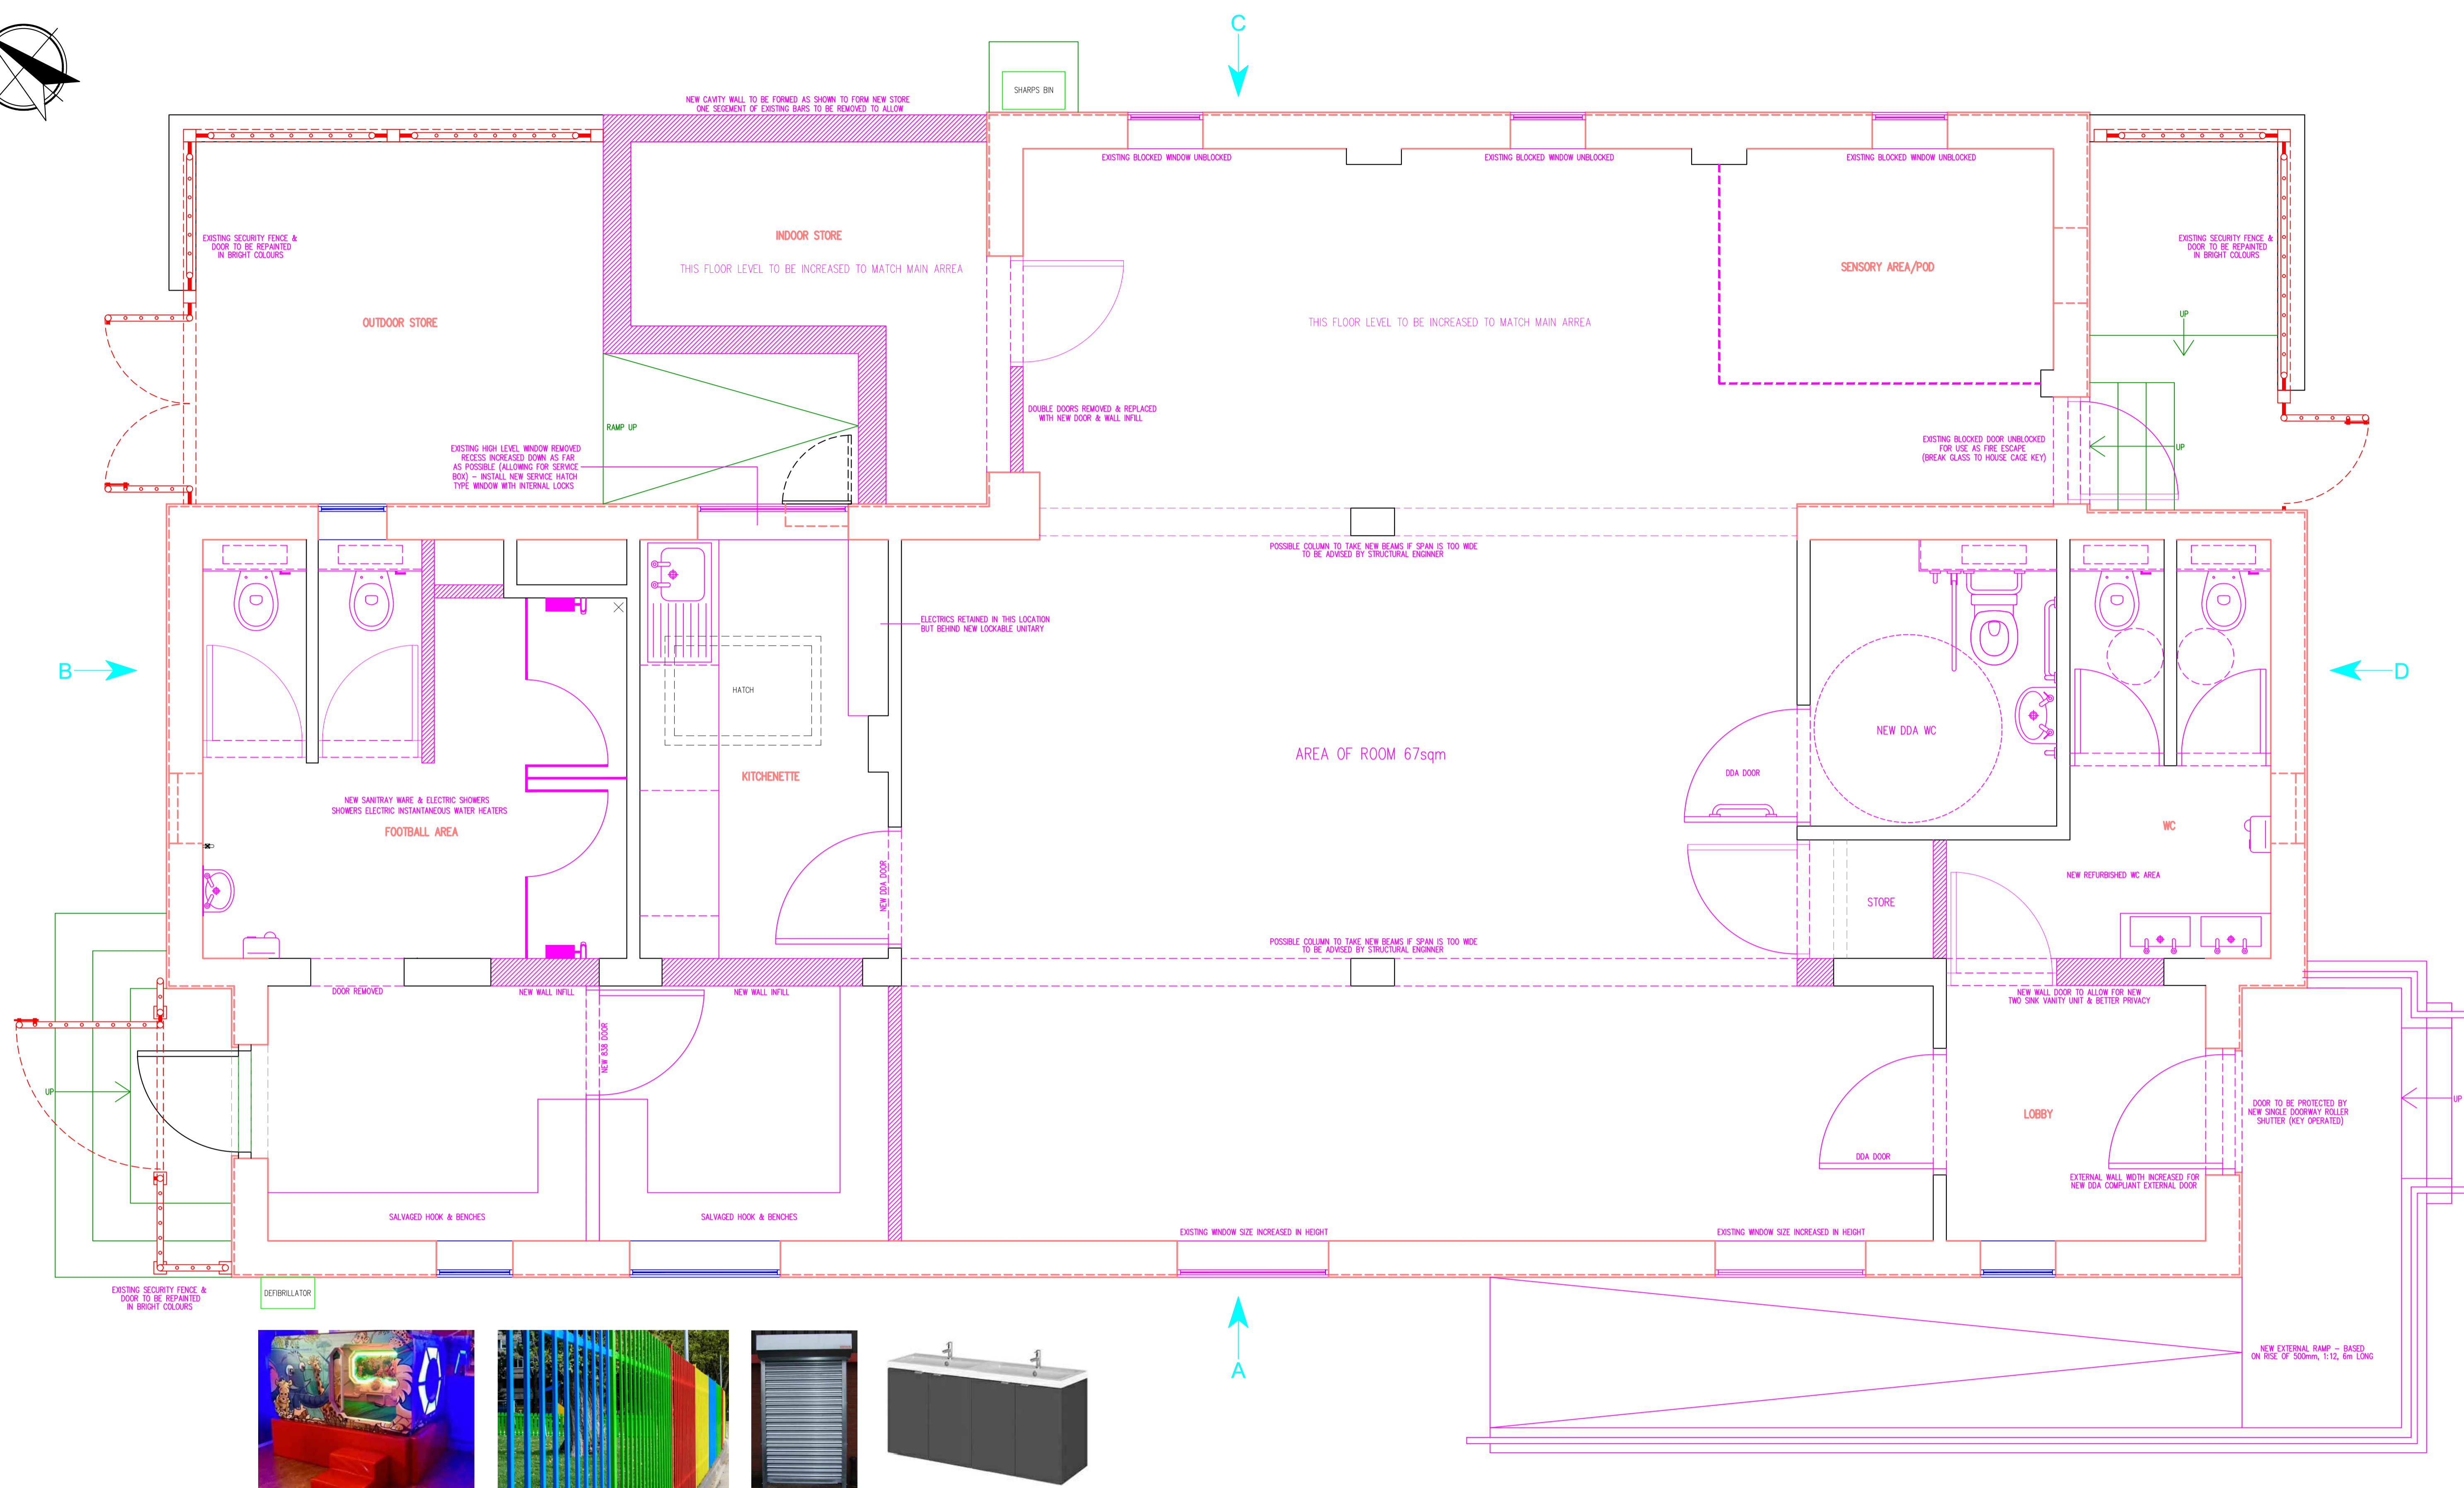 C
SHARPS BIN
NEW CAVITY WALL TO BE FORMED AS SHOWN TO FORM NEW STORE
ONE SEGEMENT OF EXISTING BARS TO BE REMOVED TO ALLOW
EXISTING BLOCKED WINDOW UNBLOCKED
EXISTING BLOCKED WINDOW UNBLOCKED
EXISTING BLOCKED WINDOW UNBLOCKED
EXISTING SECURITY FENCE &
DOOR TO BE REPAINTED
IN BRIGHT COLOURS
INDOOR STORE
THIS FLOOR LEVEL TO BE INCREASED TO MATCH MAIN ARREA
SENSORY AREA/POD
EXISTING SECURITY FENCE &
DOOR TO BE REPAINTED
IN BRIGHT COLOURS
OUTDOOR STORE
THIS FLOOR LEVEL TO BE INCREASED TO MATCH MAIN ARREA
UP
DOUBLE DOORS REMOVED & REPLACED
WITH NEW DOOR & WALL INFILL
RAMP UP
EXISTING HIGH LEVEL WINDOW REMOVED
RECESS INCREASED DOWN AS FAR
AS POSSIBLE (ALLOWING FOR SERVICE
BOX) – INSTALL NEW SERVICE HATCH
TYPE WINDOW WITH INTERNAL LOCKS
EXISTING BLOCKED DOOR UNBLOCKED
FOR USE AS FIRE ESCAPE
(BREAK GLASS TO HOUSE CAGE KEY)
UP
POSSIBLE COLUMN TO TAKE NEW BEAMS IF SPAN IS TOO WIDE
TO BE ADVISED BY STRUCTURAL ENGINNER
ELECTRICS RETAINED IN THIS LOCATION
BUT BEHIND NEW LOCKABLE UNITARY
B
D
HATCH
NEW DDA WC
AREA OF ROOM 67sqm
DDA DOOR
KITCHENETTE
NEW SANITRAY WARE & ELECTRIC SHOWERS
SHOWERS ELECTRIC INSTANTANEOUS WATER HEATERS
FOOTBALL AREA
WC
NEW DDA DOOR
NEW REFURBISHED WC AREA
STORE
POSSIBLE COLUMN TO TAKE NEW BEAMS IF SPAN IS TOO WIDE
TO BE ADVISED BY STRUCTURAL ENGINNER
DOOR REMOVED
NEW WALL INFILL
NEW WALL INFILL
NEW WALL DOOR TO ALLOW FOR NEW
TWO SINK VANITY UNIT & BETTER PRIVACY
NEW 838 DOOR
UP
UP
LOBBY
DOOR TO BE PROTECTED BY
NEW SINGLE DOORWAY ROLLER
SHUTTER (KEY OPERATED)
DDA DOOR
EXTERNAL WALL WIDTH INCREASED FOR
NEW DDA COMPLIANT EXTERNAL DOOR
SALVAGED HOOK & BENCHES
SALVAGED HOOK & BENCHES
EXISTING WINDOW SIZE INCREASED IN HEIGHT
EXISTING WINDOW SIZE INCREASED IN HEIGHT
EXISTING SECURITY FENCE &
DOOR TO BE REPAINTED
IN BRIGHT COLOURS
DEFIBRILLATOR
A
NEW EXTERNAL RAMP – BASED
ON RISE OF 500mm, 1:12, 6m LONG